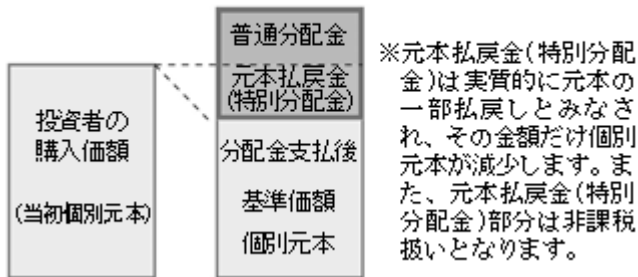 普通分配金
元本払戻金
(特別分配金)
投資者の
購入価額
(当初個別元本)
分配金支払後
基準価額
個別元本
※元本払戻金(特別分配
金)は実質的に元本の
一部払戻しとみなさ
れ、その金額だけ個別
元本が減少します。ま
た、元本払戻金(特別
分配金)部分は非課税
扱いとなります。